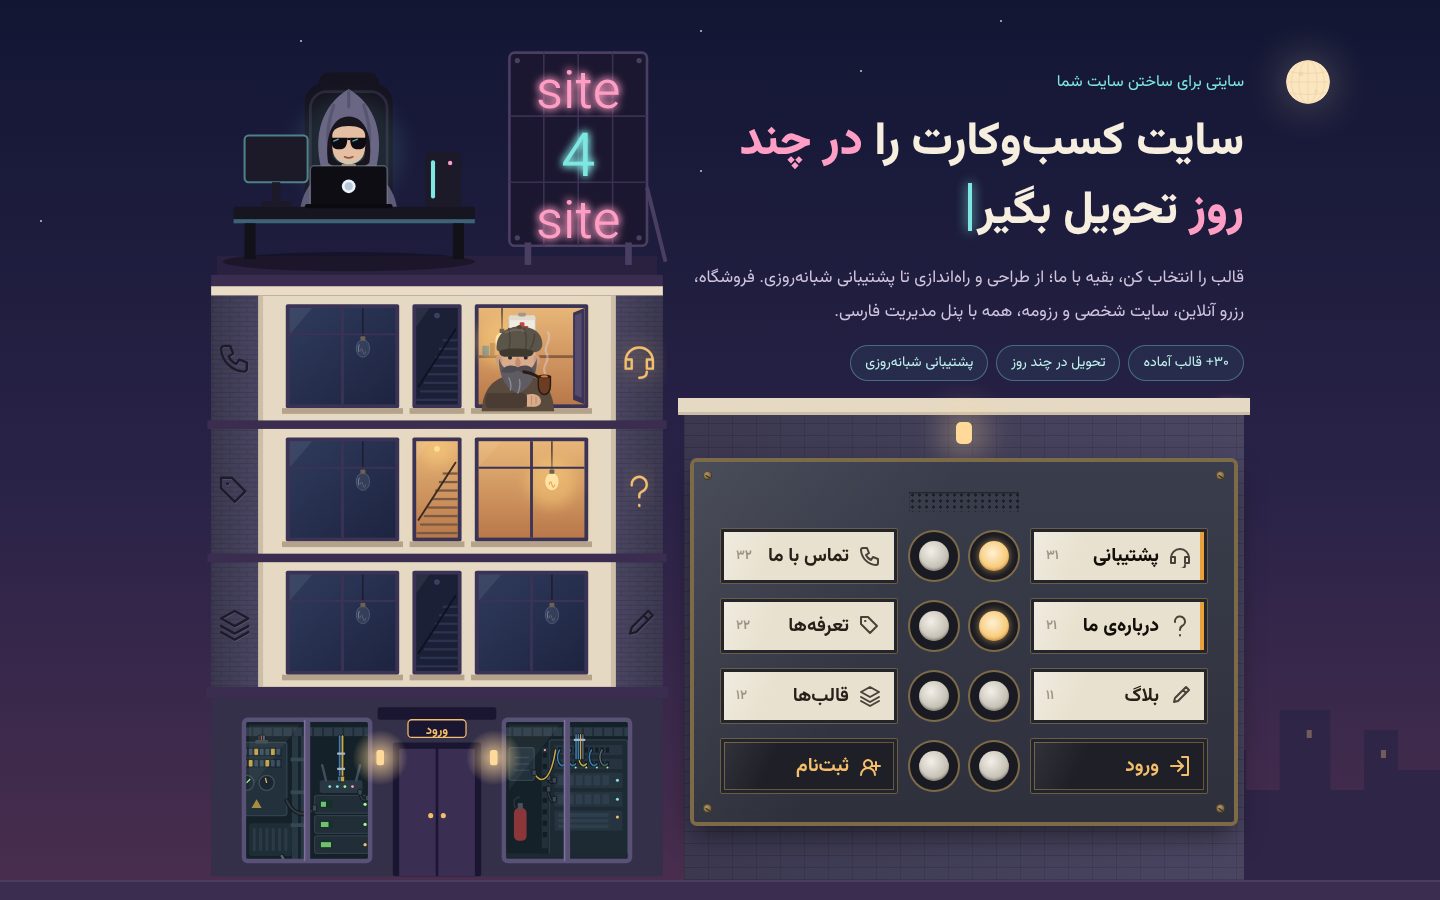 سایتی برای ساختن سایت شما
سایت کسب‌وکارت را در چند
روز تحویل بگیر
قالب را انتخاب کن، بقیه با ما؛ از طراحی و راه‌اندازی تا پشتیبانی شبانه‌روزی. فروشگاه،
رزرو آنلاین، سایت شخصی و رزومه، همه با پنل مدیریت فارسی.
۳۰+ قالب آماده
تحویل در چند روز
پشتیبانی شبانه‌روزی
site
4
site
پشتیبانی ۳۱
تماس با ما ۳۲
درباره‌ی ما ۲۱
تعرفه‌ها ۲۲
بلاگ ۱۱
قالب‌ها ۱۲
ورود
ثبت‌نام
ورود